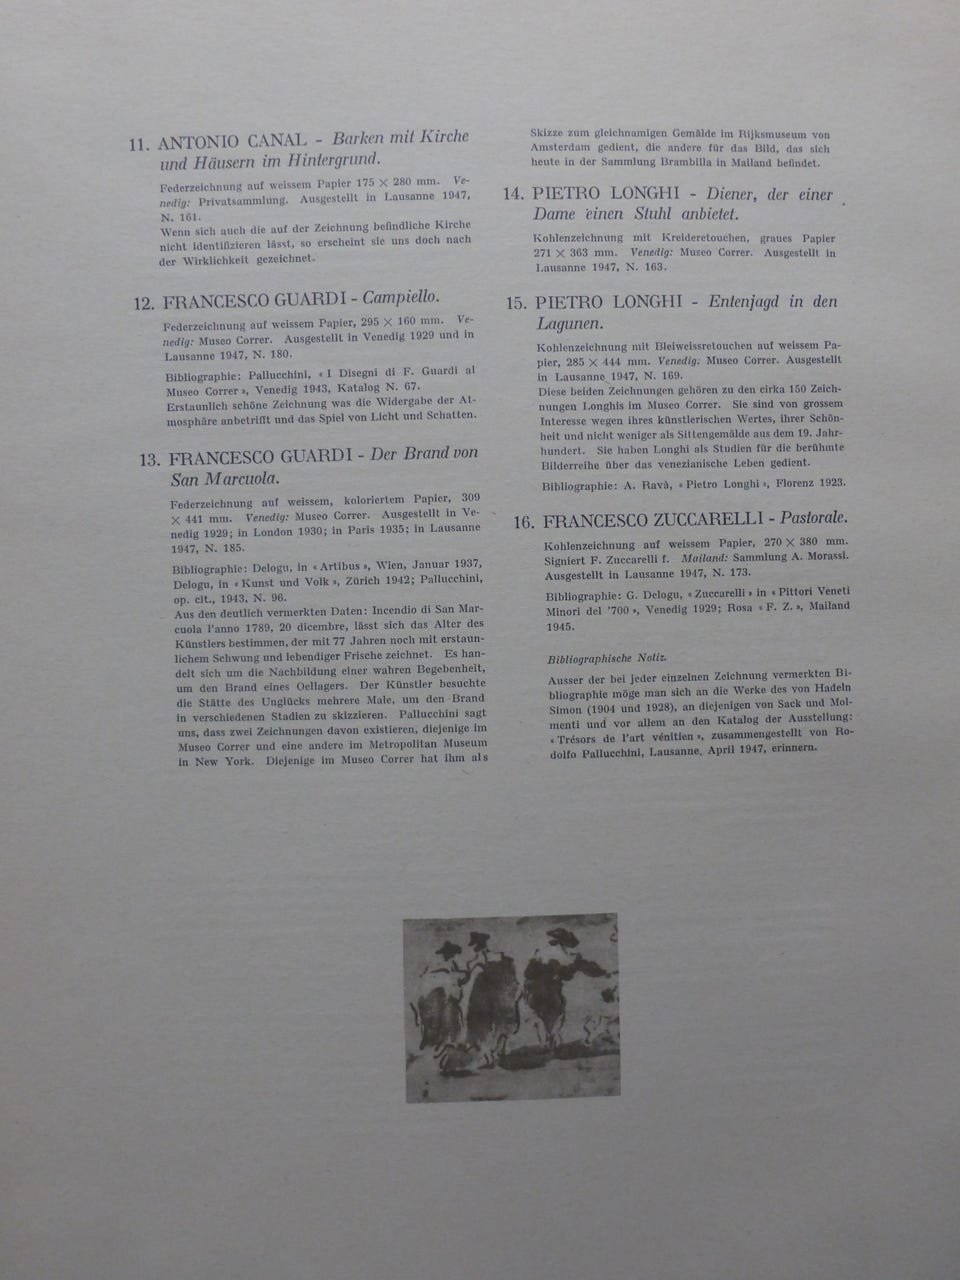 11. ANTONIO CANAL - Barken mit Kirche
und Häusern im Hintergrund.
Federzeichnung auf weissem Papier 175 × 280 mm. Ve-
nedig: Privatsammlung. Ausgestellt in Lausanne 1947,
N. 161.
Wenn sich auch die auf der Zeichnung befindliche Kirche
nicht identifizieren lässt, so erscheint sie uns doch nach
der Wirklichkeit gezeichnet.
12. FRANCESCO GUARDI - Campiello.
Federzeichnung auf weissem Papier, 295 × 160 mm. Ve-
nedig: Museo Correr. Ausgestellt in Venedig 1929 und in
Lausanne 1947, N. 180.
Bibliographie: Pallucchini, « I Disegni di F. Guardi al
Museo Correr », Venedig 1943, Katalog N. 67.
Erstaunlich schöne Zeichnung was die Widergabe der At-
mosphäre anbetrifft und das Spiel von Licht und Schatten.
13. FRANCESCO GUARDI - Der Brand von
San Marcuola.
Federzeichnung auf weissem, koloriertem Papier, 309
× 441 mm. Venedig: Museo Correr. Ausgestellt in Ve-
nedig 1929; in London 1930; in Paris 1935; in Lausanne
1947, N. 185.
Bibliographie: Delogu, in « Artibus », Wien, Januar 1937,
Delogu, in « Kunst und Volk », Zürich 1942; Pallucchini,
op. cit., 1943, N. 96.
Aus den deutlich vermerkten Daten: Incendio di San Mar-
cuola l'anno 1789, 20 dicembre, lässt sich das Alter des
Künstlers bestimmen, der mit 77 Jahren noch mit erstaun-
lichem Schwung und lebendiger Frische zeichnet. Es han-
delt sich um die Nachbildung einer wahren Begebenheit,
um den Brand eines Oellagers. Der Künstler besuchte
die Stätte des Unglücks mehrere Male, um den Brand
in verschiedenen Stadien zu skizzieren. Pallucchini sagt
uns, dass zwei Zeichnungen davon existieren, diejenige im
Museo Correr und eine andere im Metropolitan Museum
in New York. Diejenige im Museo Correr hat ihm als
Skizze zum gleichnamigen Gemälde im Rijksmuseum von
Amsterdam gedient, die andere für das Bild, das sich
heute in der Sammlung Brambilla in Mailand befindet.
14. PIETRO LONGHI - Diener, der einer
Dame einen Stuhl anbietet.
Kohlenzeichnung mit Kreideretouchen, graues Papier
271 × 363 mm. Venedig: Museo Correr. Ausgestellt in
Lausanne 1947, N. 163.
15. PIETRO LONGHI - Entenjagd in den
Lagunen.
Kohlenzeichnung mit Bleiweissretouchen auf weissem Pa-
pier, 285 × 444 mm. Venedig: Museo Correr. Ausgestellt
in Lausanne 1947, N. 169.
Diese beiden Zeichnungen gehören zu den cirka 150 Zeich-
nungen Longhis im Museo Correr. Sie sind von grossem
Interesse wegen ihres künstlerischen Wertes, ihrer Schön-
heit und nicht weniger als Sittengemälde aus dem 19. Jahr-
hundert. Sie haben Longhi als Studien für die berühmte
Bilderreihe über das venezianische Leben gedient.
Bibliographie: A. Ravà, « Pietro Longhi », Florenz 1923.
16. FRANCESCO ZUCCARELLI - Pastorale.
Kohlenzeichnung auf weissem Papier, 270 × 380 mm.
Signiert F. Zuccarelli f. Mailand: Sammlung A. Morassi.
Ausgestellt in Lausanne 1947, N. 173.
Bibliographie: G. Delogu, « Zuccarelli » in « Pittori Veneti
Minori del '700 », Venedig 1929; Rosa « F. Z. », Mailand
1945.
Bibliographische Notiz.
Ausser der bei jeder einzelnen Zeichnung vermerkten Bi-
bliographie möge man sich an die Werke des von Hadeln
Simon (1904 und 1928), an diejenigen von Sack und Mol-
menti und vor allem an den Katalog der Ausstellung:
« Trésors de l'art vénitien », zusammengestellt von Ro-
dolfo Pallucchini, Lausanne, April 1947, erinnern.